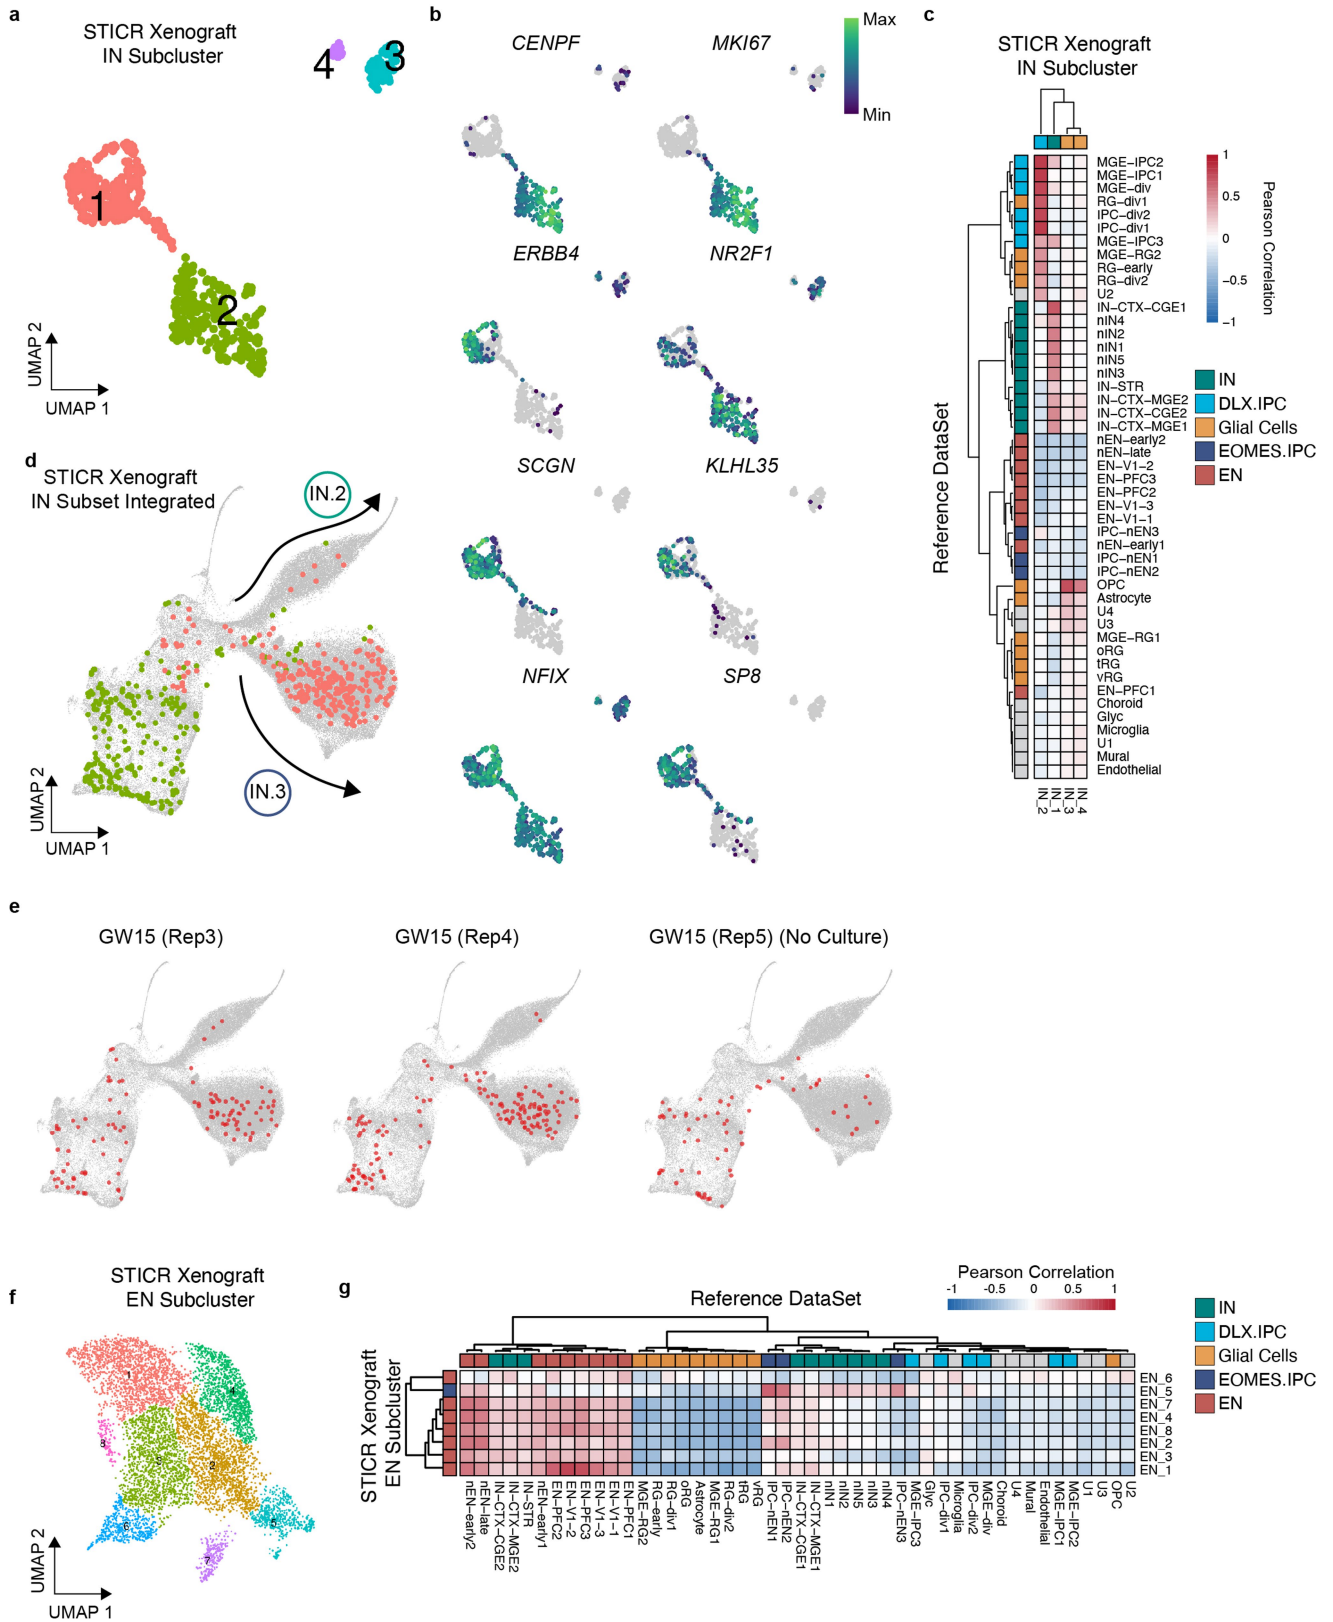 a
STICR Xenograft
IN Subcluster
1
2
3
4
UMAP 2
UMAP 1
b
CENPF
MKI67
Max
Min
ERBB4
NR2F1
SCGN
KLHL35
NFIX
SP8
c
STICR Xenograft
IN Subcluster
Reference DataSet
MGE-IPC2
MGE-IPC1
MGE-div
RG-div1
IPC-div2
IPC-div1
MGE-IPC3
MGE-RG2
RG-early
RG-div2
U2
IN-CTX-CGE1
nIN4
nIN2
nIN1
nIN5
nIN3
IN-STR
IN-CTX-MGE2
IN-CTX-CGE2
IN-CTX-MGE1
nEN-early2
nEN-late
EN-V1-2
EN-PFC3
EN-PFC2
EN-V1-3
EN-V1-1
IPC-nEN3
nEN-early1
IPC-nEN1
IPC-nEN2
OPC
Astrocyte
U4
U3
MGE-RG1
oRG
tRG
vRG
EN-PFC1
Choroid
Glyc
Microglia
U1
Mural
Endothelial
IN_2
IN_1
IN_3
IN_4
1
0.5
0
-0.5
-1
Pearson Correlation
IN
DLX.IPC
Glial Cells
EOMES.IPC
EN
d
STICR Xenograft
IN Subset Integrated
IN.2
IN.3
UMAP 2
UMAP 1
e
GW15 (Rep3)
GW15 (Rep4)
GW15 (Rep5) (No Culture)
f
STICR Xenograft
EN Subcluster
1
4
8
3
2
6
5
7
UMAP 2
UMAP 1
g
Reference DataSet
Pearson Correlation
-1
-0.5
0
0.5
1
STICR Xenograft
EN Subcluster
EN_6
EN_5
EN_7
EN_4
EN_8
EN_2
EN_3
EN_1
nEN-early2
nEN-late
IN-CTX-CGE2
IN-CTX-MGE2
IN-STR
nEN-early1
EN-PFC2
EN-V1-2
EN-PFC3
EN-V1-3
EN-V1-1
EN-PFC1
MGE-RG2
RG-early
RG-div1
oRG
Astrocyte
MGE-RG1
RG-div2
tRG
vRG
IPC-nEN1
IPC-nEN2
IN-CTX-CGE1
IN-CTX-MGE1
nIN1
nIN2
nIN5
nIN3
nIN4
IPC-nEN3
MGE-IPC3
Glyc
IPC-div1
Microglia
IPC-div2
MGE-div
Choroid
U4
Mural
Endothelial
MGE-IPC1
MGE-IPC2
U1
U3
OPC
U2
IN
DLX.IPC
Glial Cells
EOMES.IPC
EN